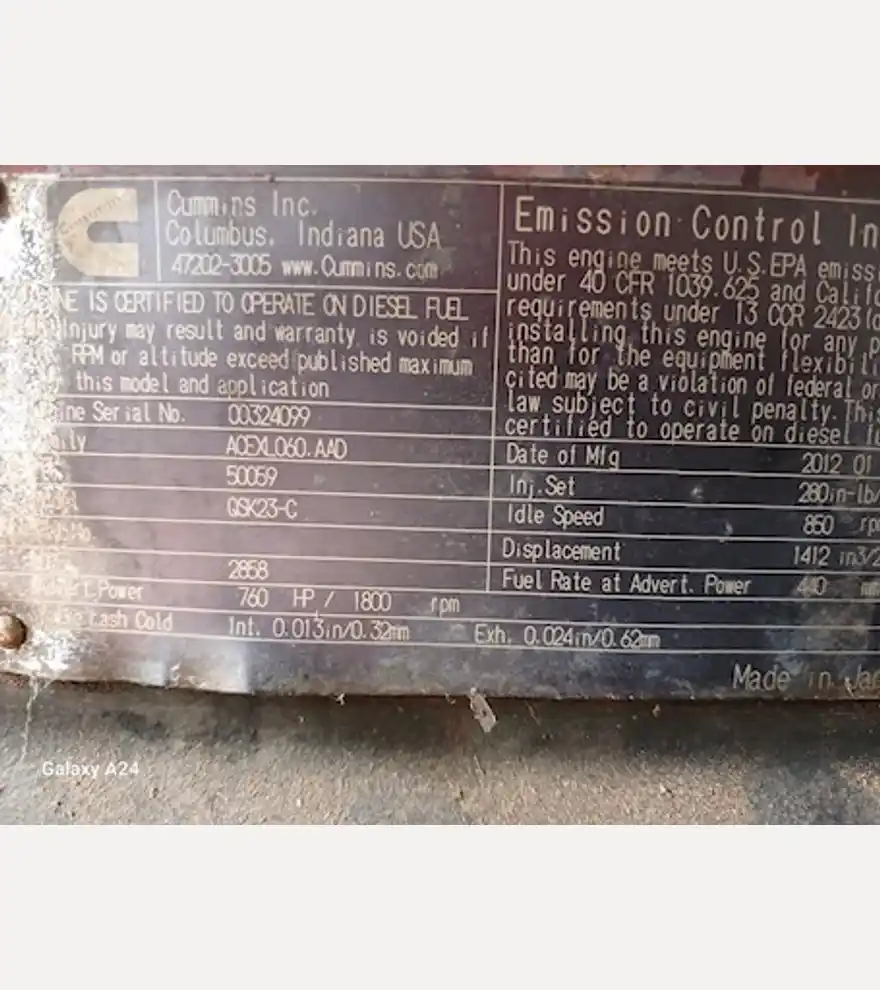 Cummins Inc.
Columbus, Indiana USA
47202-3005 www.Cummins.com
IS CERTIFIED TO OPERATE ON DIESEL FUEL
Injury may result and warranty is voided if
RPM or altitude exceed published maximum
this model and application
Serial No. 00324099
ACEXL060.AAD
50059
QSK23-C
2858
Power 760 HP / 1800 rpm
Lash Cold Int. 0.013in/0.32mm Exh. 0.024in/0.62mm
Emission Control In
This engine meets U.S.EPA emiss
under 40 CFR 1039.625 and Califo
requirements under 13 CCR 2423(d
installing this engine for any p
than for the equipment flexibili
cited may be a violation of federal or
law subject to civil penalty. This
certified to operate on diesel fu
Date of Mfg 2012 01
Inj.Set 280in-lb/
Idle Speed 850 rp
Displacement 1412 in3/2
Fuel Rate at Advert. Power 440 mm
Made in Ja
Galaxy A24